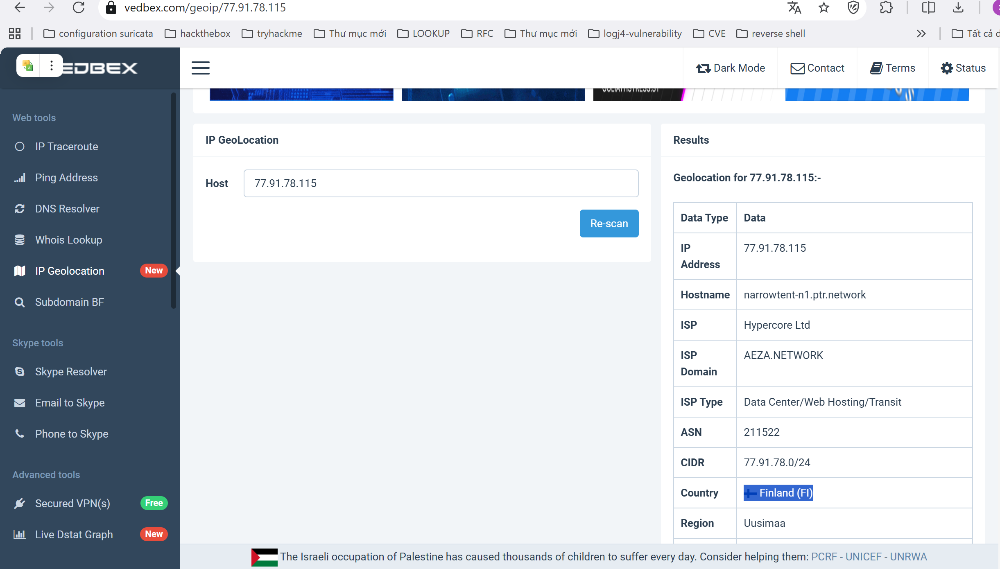 vedbex.com/geoip/77.91.78.115
configuration suricata hackthebox tryhackme Thư mục mới LOOKUP RFC Thư mục mới logj4-vulnerability CVE reverse shell Tất cả
EDBEX
Dark Mode Contact Terms Status
Web tools
IP Traceroute
Ping Address
DNS Resolver
Whois Lookup
IP Geolocation New
Subdomain BF
Skype tools
Skype Resolver
Email to Skype
Phone to Skype
Advanced tools
Secured VPN(s) Free
Live Dstat Graph New
IP GeoLocation
Host 77.91.78.115
Re-scan
Results
Geolocation for 77.91.78.115:-
Data Type Data
IP Address 77.91.78.115
Hostname narrowtent-n1.ptr.network
ISP Hypercore Ltd
ISP Domain AEZA.NETWORK
ISP Type Data Center/Web Hosting/Transit
ASN 211522
CIDR 77.91.78.0/24
Country Finland (FI)
Region Uusimaa
The Israeli occupation of Palestine has caused thousands of children to suffer every day. Consider helping them: PCRF - UNICEF - UNRWA